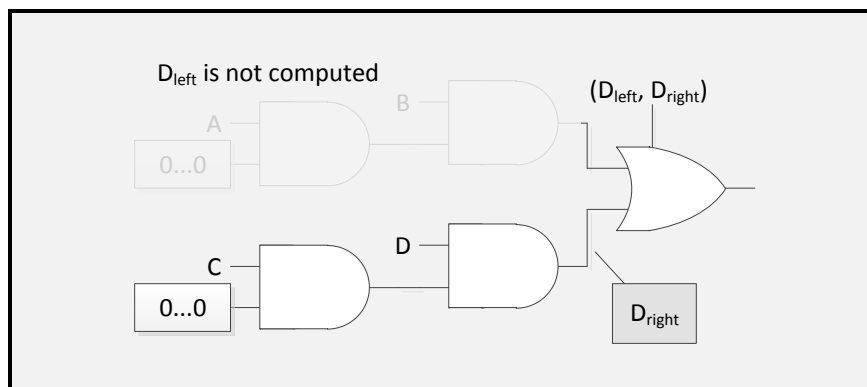 D_left is not computed
(D_left, D_right)
A
B
0...0
C
D
0...0
D_right